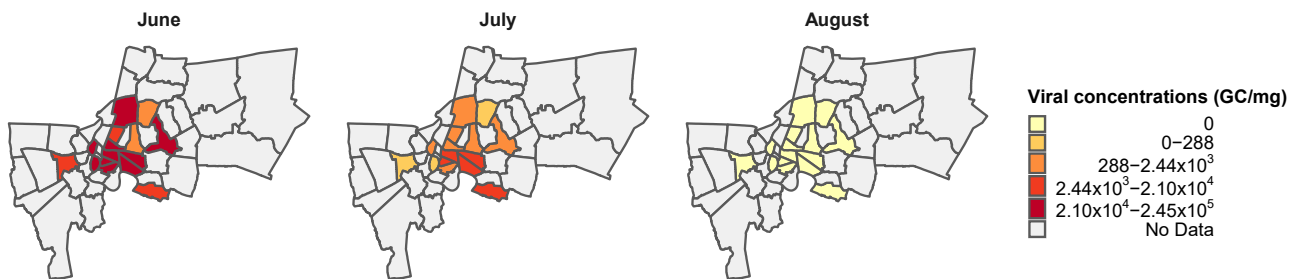 June
July
August
Viral concentrations (GC/mg)
0
0−288
288−2.44x10³
2.44x10³−2.10x10⁴
2.10x10⁴−2.45x10⁵
No Data